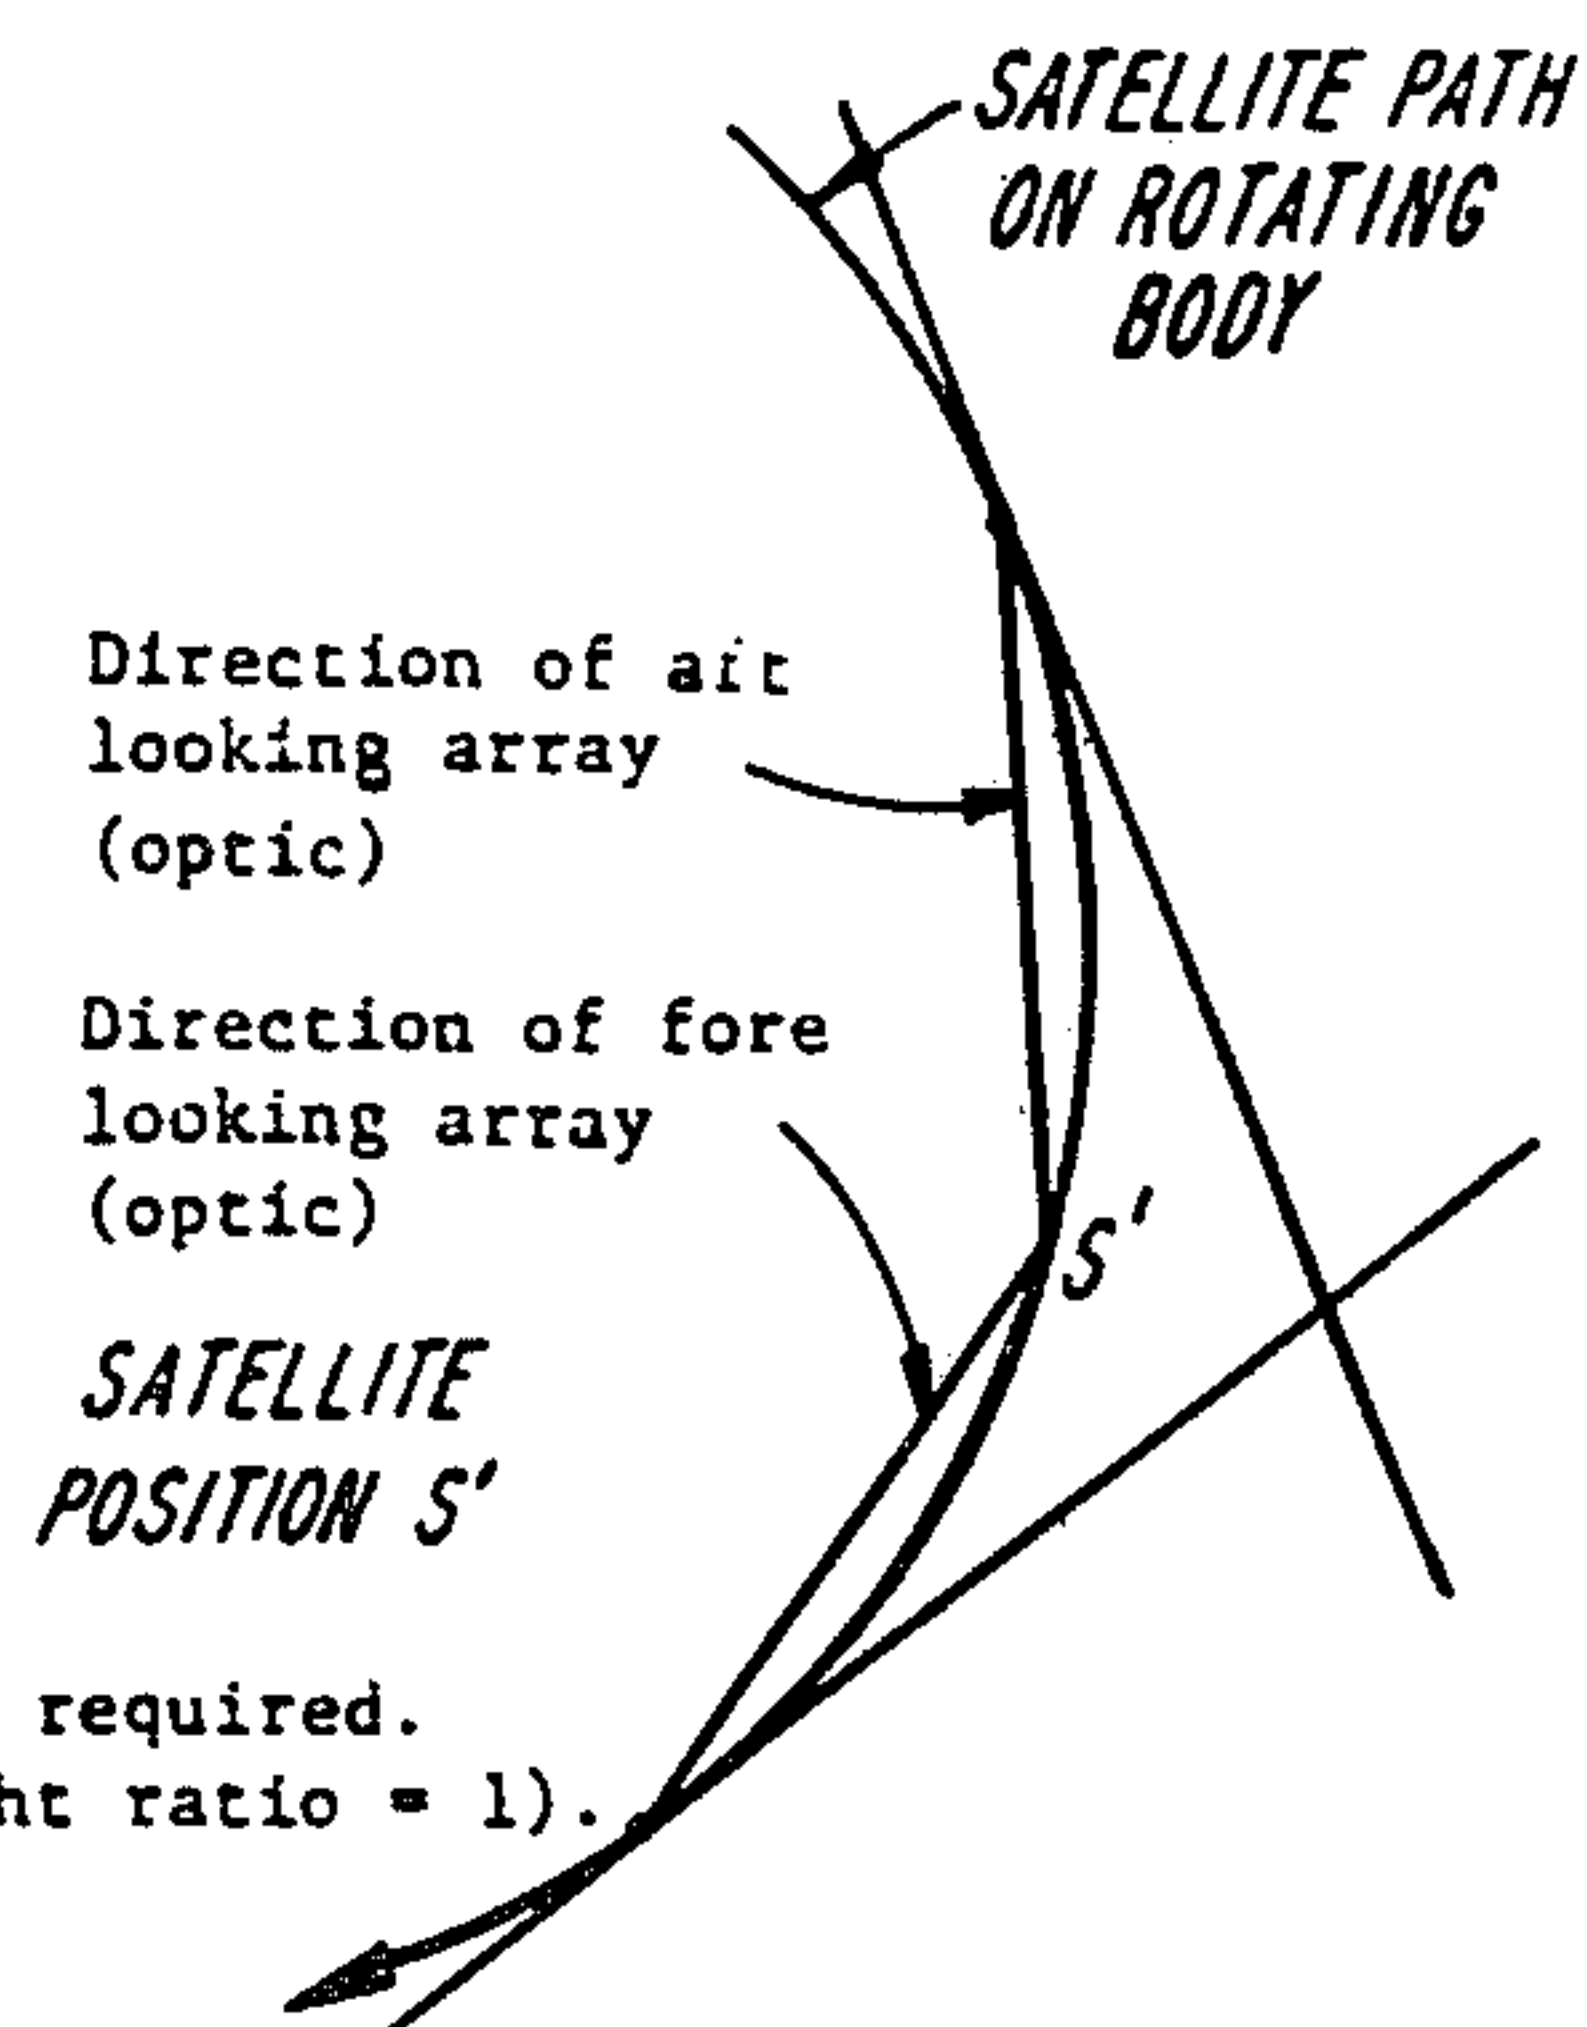 SATELLITE PATH
ON ROTATING
BODY
Direction of aft
looking array
(optic)
Direction of fore
looking array
(optic)
S'
SATELLITE
POSITION S'
required.
ht ratio = 1).